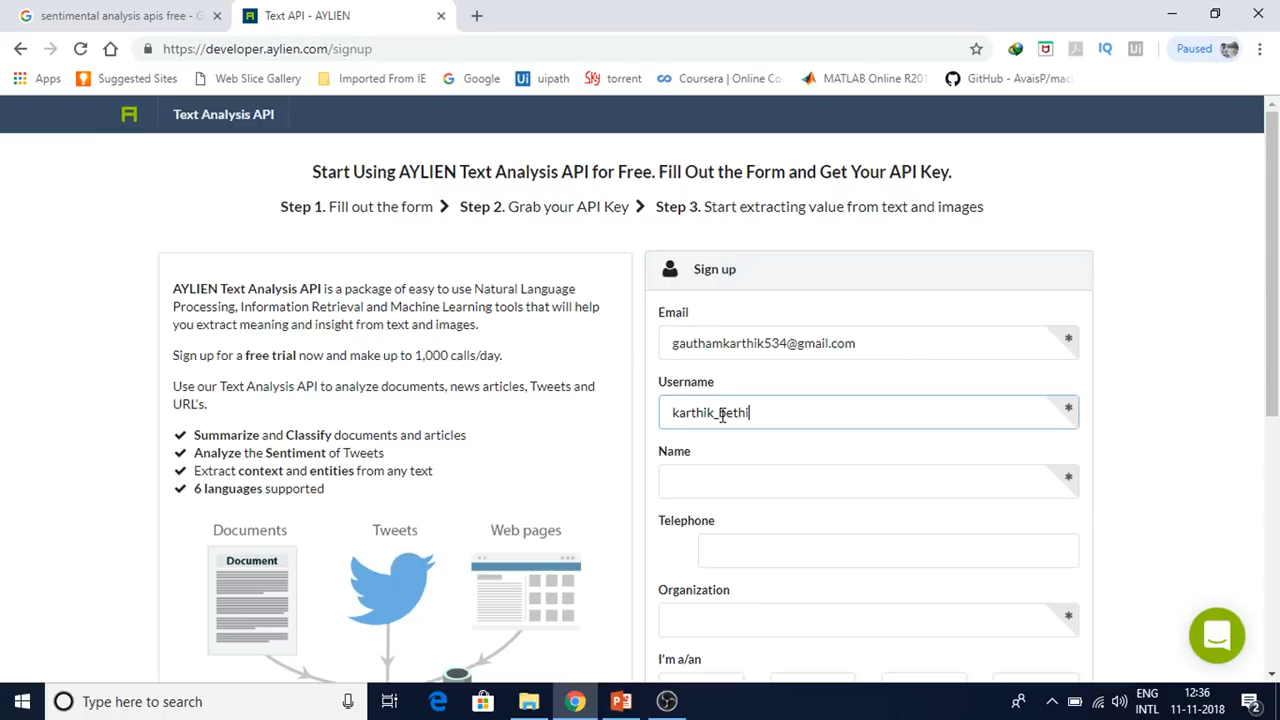 sentimental analysis apis free - G
Text API - AYLIEN
https://developer.aylien.com/signup
Paused
Apps
Suggested Sites
Web Slice Gallery
Imported From IE
Google
uipath
torrent
Coursera | Online Co
MATLAB Online R201
GitHub - AvaisP/mac
Text Analysis API
Start Using AYLIEN Text Analysis API for Free. Fill Out the Form and Get Your API Key.
Step 1. Fill out the form
Step 2. Grab your API Key
Step 3. Start extracting value from text and images
AYLIEN Text Analysis API is a package of easy to use Natural Language
Processing, Information Retrieval and Machine Learning tools that will help
you extract meaning and insight from text and images.
Sign up for a free trial now and make up to 1,000 calls/day.
Use our Text Analysis API to analyze documents, news articles, Tweets and
URL's.
Summarize and Classify documents and articles
Analyze the Sentiment of Tweets
Extract context and entities from any text
6 languages supported
Documents
Tweets
Web pages
Document
Sign up
Email
gauthamkarthik534@gmail.com
Username
Name
Telephone
Organization
I'm a/an
Type here to search
ENG
INTL
12:36
11-11-2018
2